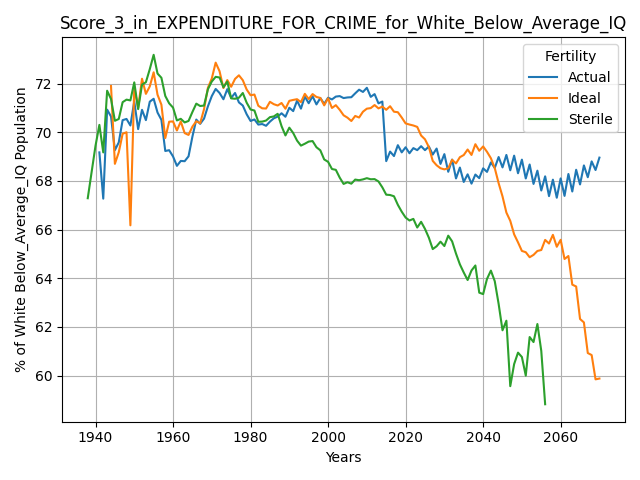 Score_3_in_EXPENDITURE_FOR_CRIME_for_White_Below_Average_IQ
% of White Below_Average_IQ Population
72
70
68
66
64
62
60
Fertility
Actual
Ideal
Sterile
1940
1960
1980
2000
2020
2040
2060
Years